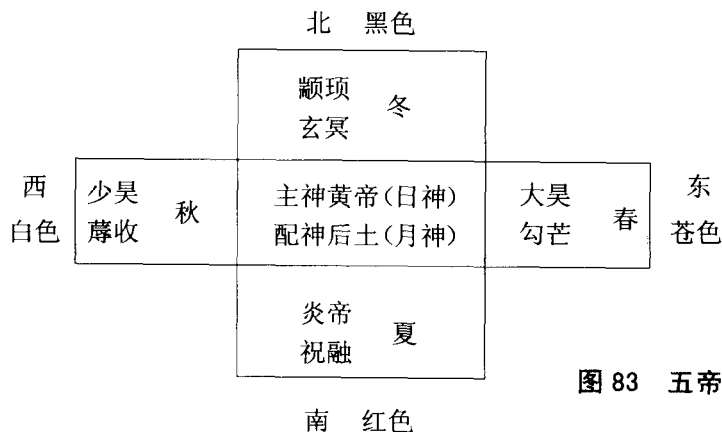 北 黑色
颛顼
玄冥
冬
西
白色
少昊
蓐收
秋
主神黄帝(日神)
配神后土(月神)
大昊
勾芒
春
东
苍色
炎帝
祝融
夏
图 83 五帝
南 红色